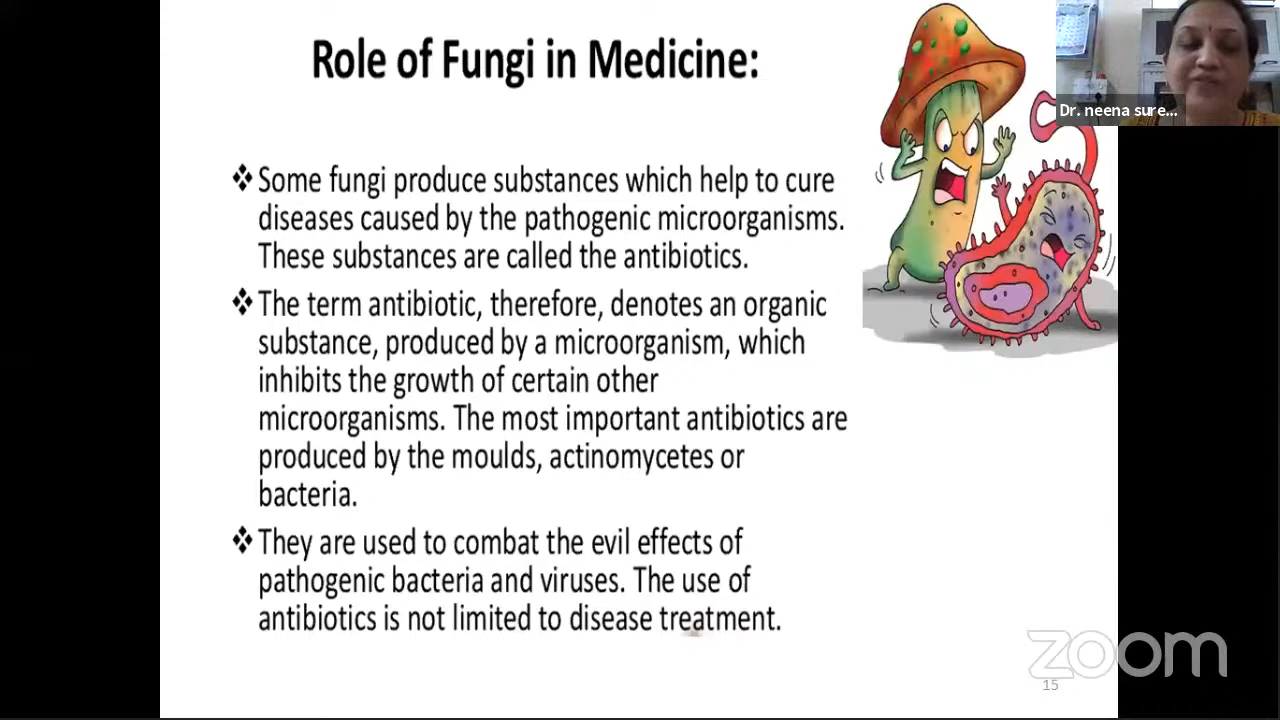 Role of Fungi in Medicine:
Dr. neena sure...
❖Some fungi produce substances which help to cure
diseases caused by the pathogenic microorganisms.
These substances are called the antibiotics.
❖The term antibiotic, therefore, denotes an organic
substance, produced by a microorganism, which
inhibits the growth of certain other
microorganisms. The most important antibiotics are
produced by the moulds, actinomycetes or
bacteria.
❖They are used to combat the evil effects of
pathogenic bacteria and viruses. The use of
antibiotics is not limited to disease treatment.
zoom
15